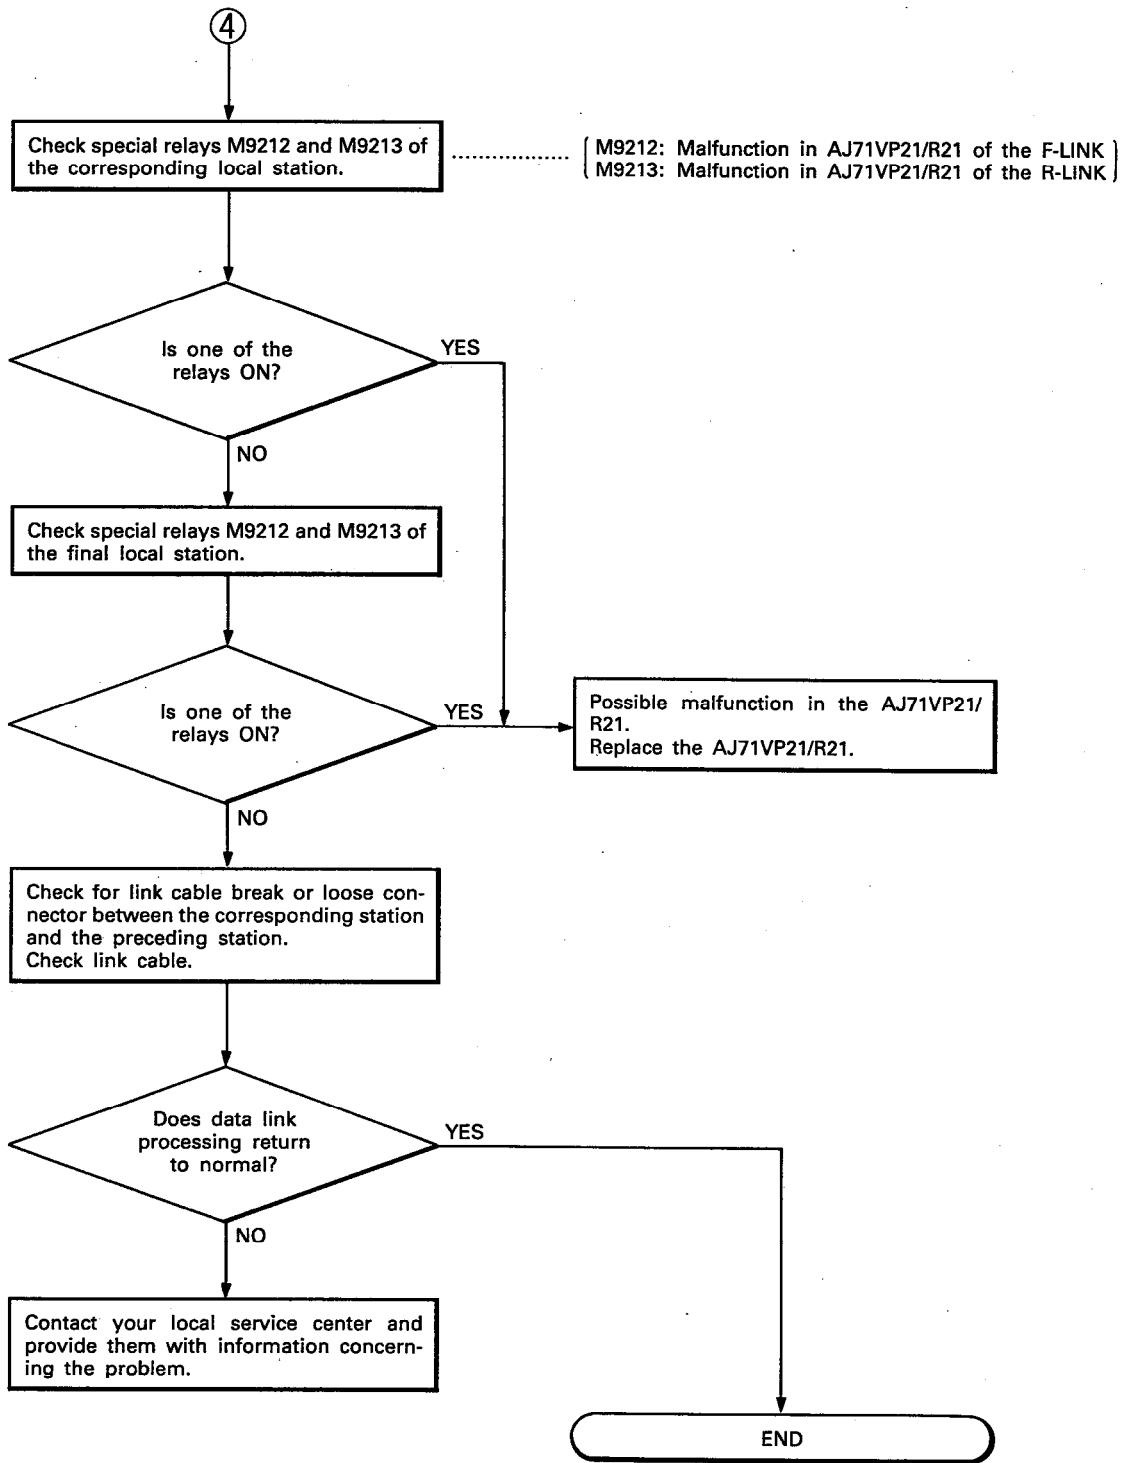 4
Check special relays M9212 and M9213 of
the corresponding local station.
M9212: Malfunction in AJ71VP21/R21 of the F-LINK
M9213: Malfunction in AJ71VP21/R21 of the R-LINK
Is one of the
relays ON?
YES
NO
Check special relays M9212 and M9213 of
the final local station.
Is one of the
relays ON?
YES
Possible malfunction in the AJ71VP21/
R21.
Replace the AJ71VP21/R21.
NO
Check for link cable break or loose con-
nector between the corresponding station
and the preceding station.
Check link cable.
Does data link
processing return
to normal?
YES
NO
Contact your local service center and
provide them with information concern-
ing the problem.
END